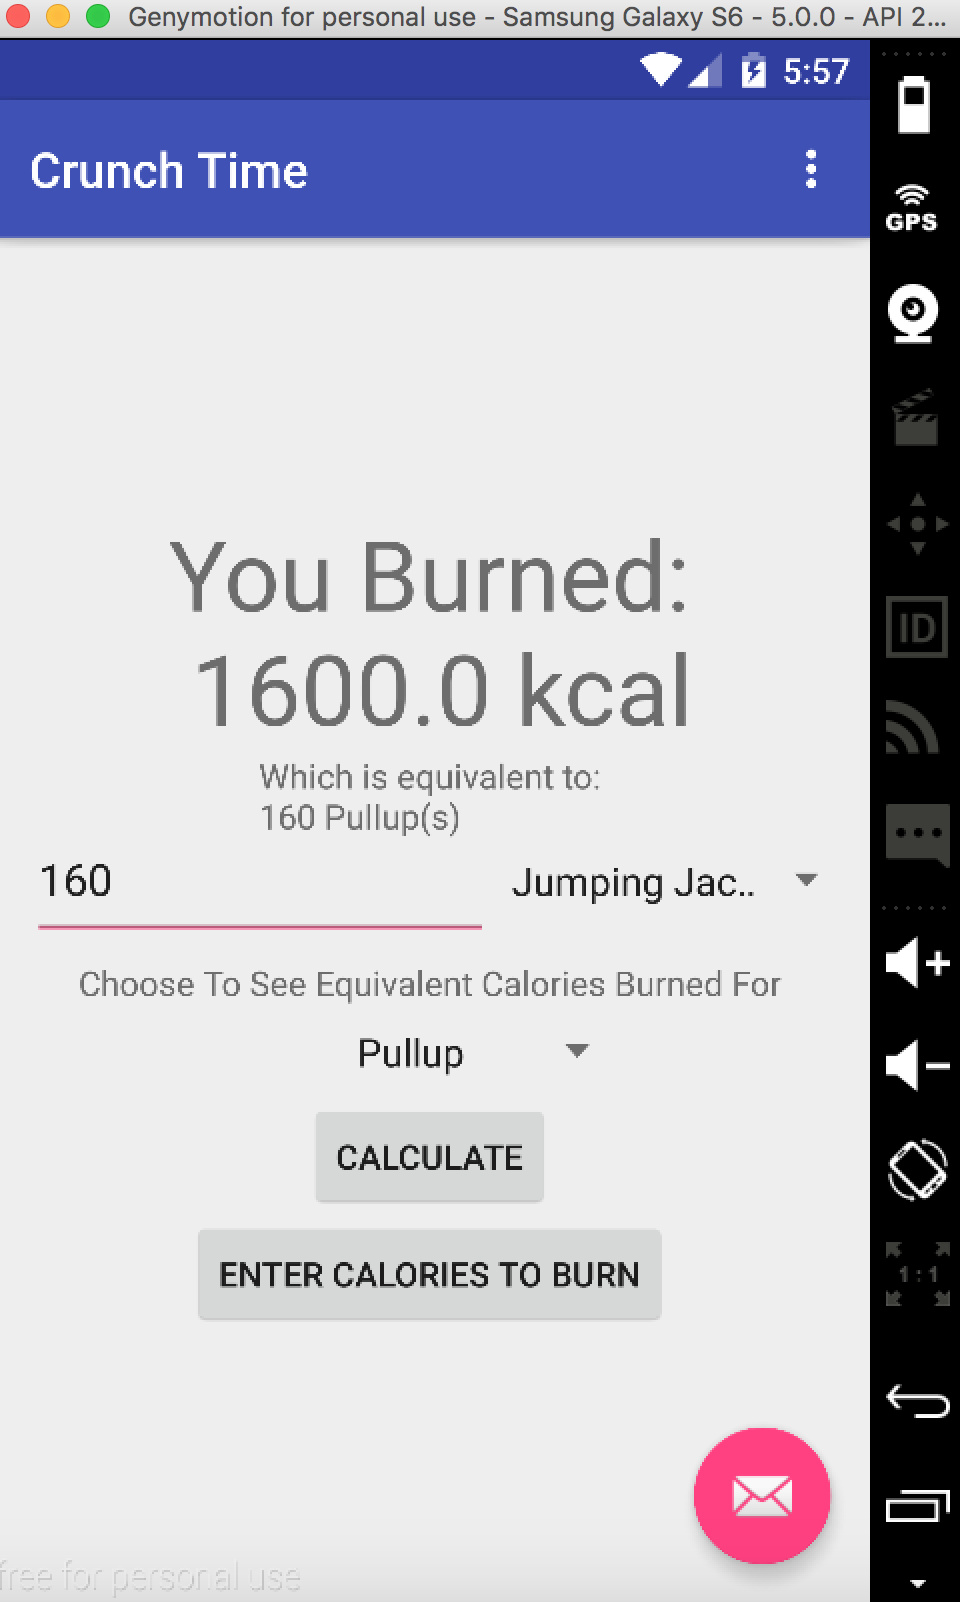 Genymotion for personal use - Samsung Galaxy S6 - 5.0.0 - API 2...
5:57
Crunch Time
GPS
ID
You Burned:
1600.0 kcal
Which is equivalent to:
160 Pullup(s)
160
Jumping Jac..
Choose To See Equivalent Calories Burned For
Pullup
CALCULATE
ENTER CALORIES TO BURN
1:1
free for personal use